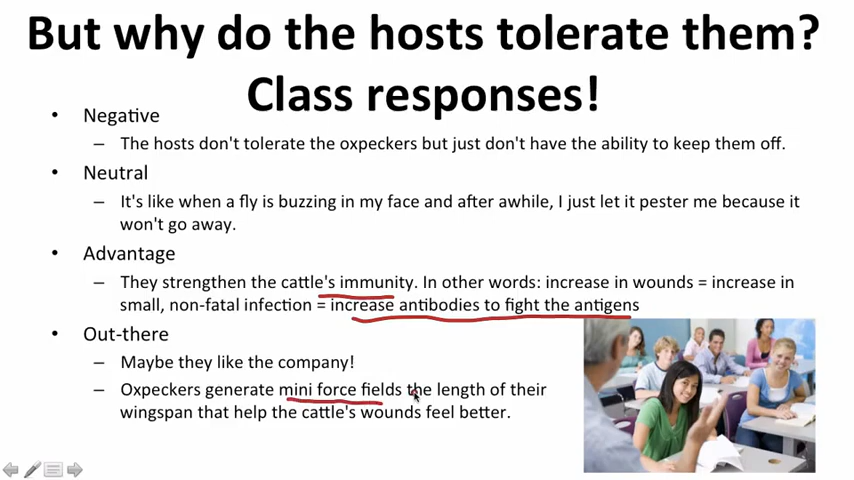 But why do the hosts tolerate them?
Class responses!
• Negative
– The hosts don't tolerate the oxpeckers but just don't have the ability to keep them off.
• Neutral
– It's like when a fly is buzzing in my face and after awhile, I just let it pester me because it
won't go away.
• Advantage
– They strengthen the cattle's immunity. In other words: increase in wounds = increase in
small, non-fatal infection = increase antibodies to fight the antigens
• Out-there
– Maybe they like the company!
– Oxpeckers generate mini force fields the length of their
wingspan that help the cattle's wounds feel better.